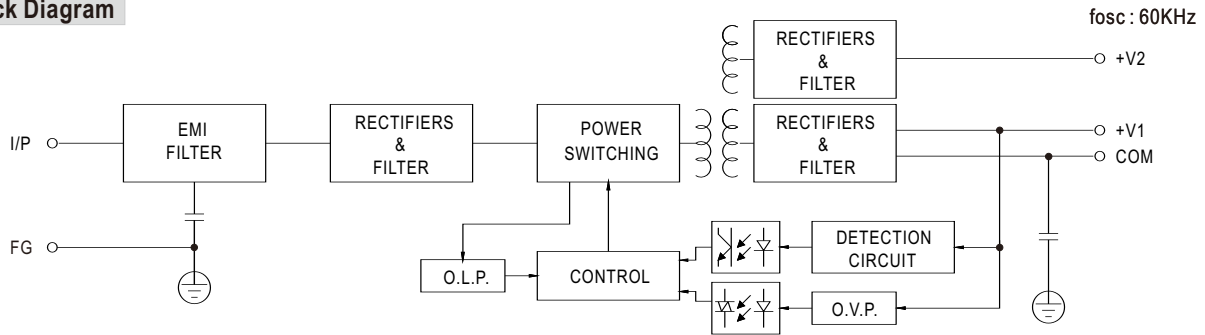 ck Diagram
fosc : 60KHz
RECTIFIERS
&
FILTER
+V2
I/P
EMI
FILTER
RECTIFIERS
&
FILTER
POWER
SWITCHING
RECTIFIERS
&
FILTER
+V1
COM
FG
O.L.P.
CONTROL
DETECTION
CIRCUIT
O.V.P.